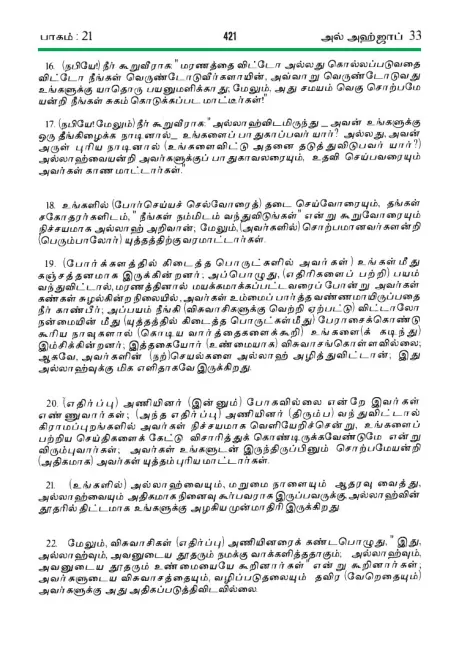 பாகம் : 21 421 அல் அஹ்ஜாப் 33
16. (நபியே!) நீர் கூறுவீராக: "மரணத்தை விட்டோ அல்லது கொல்லப்படுவதை
விட்டோ நீங்கள் வெருண்டோடுவீர்களாயின், அவ்வாறு வெருண்டோடுவது
உங்களுக்கு யாதொரு பயனுமளிக்காது, மேலும், அது சமயம் வெகு சொற்பமே
யன்றி நீங்கள் சுகம் கொடுக்கப்பட மாட்டீர்கள்!"
17. (நபியே! மேலும்) நீர் கூறுவீராக: "அல்லாஹ்விடமிருந்து_ அவன் உங்களுக்கு
ஒரு தீங்கிழைக்க நாடினால்_ உங்களைப் பாதுகாப்பவர் யார்? அல்லது, அவன்
அருள் புரிய நாடினால் (உங்களைவிட்டு அதனை தடுத்துவிடுபவர் யார்?)
அல்லாஹ்வையன்றி அவர்களுக்குப் பாதுகாவலரையும், உதவி செய்பவரையும்
அவர்கள் காண மாட்டார்கள்."
18. உங்களில் (போர்செய்யச் செல்வோரைத்) தடை செய்வோரையும், தங்கள்
சகோதரர்களிடம், "நீங்கள் நம்மிடம் வந்துவிடுங்கள்" என்று கூறுவோரையும்
நிச்சயமாக அல்லாஹ் அறிவான்; மேலும், (அவர்களில்) சொற்பமானவர்களன்றி
(பெரும்பாலோர்) யுத்தத்திற்கு வரமாட்டார்கள்.
19. (போர்க்களத்தில் கிடைத்த பொருட்களில் அவர்கள்) உங்கள் மீது
கஞ்சத்தனமாக இருக்கின்றனர்; அப்பொழுது, (எதிரிகளைப் பற்றி) பயம்
வந்துவிட்டால், மரணத்தினால் மயக்கமாக்கப்பட்டவரைப் போன்று அவர்கள்
கண்கள் சுழல்கின்ற நிலையில், அவர்கள் உம்மைப் பார்த்த வண்ணமாயிருப்பதை
நீர் காண்பீர்; அப்பயம் நீங்கி (விசுவாசிகளுக்கு வெற்றி ஏற்பட்டு) விட்டாலோ
நன்மையின் மீது (யுத்தத்தில் கிடைத்த பொருட்கள் மீது) பேராசைக்கொண்டு
கூரிய நாவுகளால் (கொடிய வார்த்தைகளைக் கூறி) உங்களை(க் கடிந்து)
இம்சிக்கின்றனர்; இத்தகையோர் (உண்மையாக) விசுவாசங்கொள்ளவில்லை;
ஆகவே, அவர்களின் (நற்)செயல்களை அல்லாஹ் அழித்துவிட்டான்; இது
அல்லாஹ்வுக்கு மிக எளிதாகவே இருக்கிறது.
20. (எதிர்ப்பு) அணியினர் (இன்னும்) போகவில்லை என்றே இவர்கள்
எண்ணுவார்கள்; (அந்த எதிர்ப்பு) அணியினர் (திரும்ப) வந்துவிட்டால்
கிராமப்புறங்களில் அவர்கள் நிச்சயமாக வெளியேறிச்சென்று, உங்களைப்
பற்றிய செய்திகளைக் கேட்டு விசாரித்துக் கொண்டிருக்கவேண்டுமே என்று
விரும்புவார்கள்; அவர்கள் உங்களுடன் இருந்திருப்பினும் சொற்பமேயன்றி
(அதிகமாக) அவர்கள் யுத்தம்புரியமாட்டார்கள்.
21. (உங்களில்) அல்லாஹ்வையும், மறுமை நாளையும் ஆதரவு வைத்து,
அல்லாஹ்வையும் அதிகமாக நினைவு கூர்பவராக இருப்பவருக்கு, அல்லாஹ்வின்
தூதரில் திட்டமாக உங்களுக்கு அழகிய முன்மாதிரி இருக்கிறது.
22. மேலும், விசுவாசிகள் (எதிர்ப்பு) அணியினரைக் கண்டபொழுது, "இது,
அல்லாஹ்வும், அவனுடைய தூதரும் நமக்கு வாக்களித்ததாகும்; அல்லாஹ்வும்,
அவனுடைய தூதரும் உண்மையையே கூறினார்கள்" என்று கூறினார்கள்;
அவர்களுடைய விசுவாசத்தையும், வழிப்படுதலையும் தவிர (வேறெதையும்)
அவர்களுக்கு அது அதிகப்படுத்திவிடவில்லை.